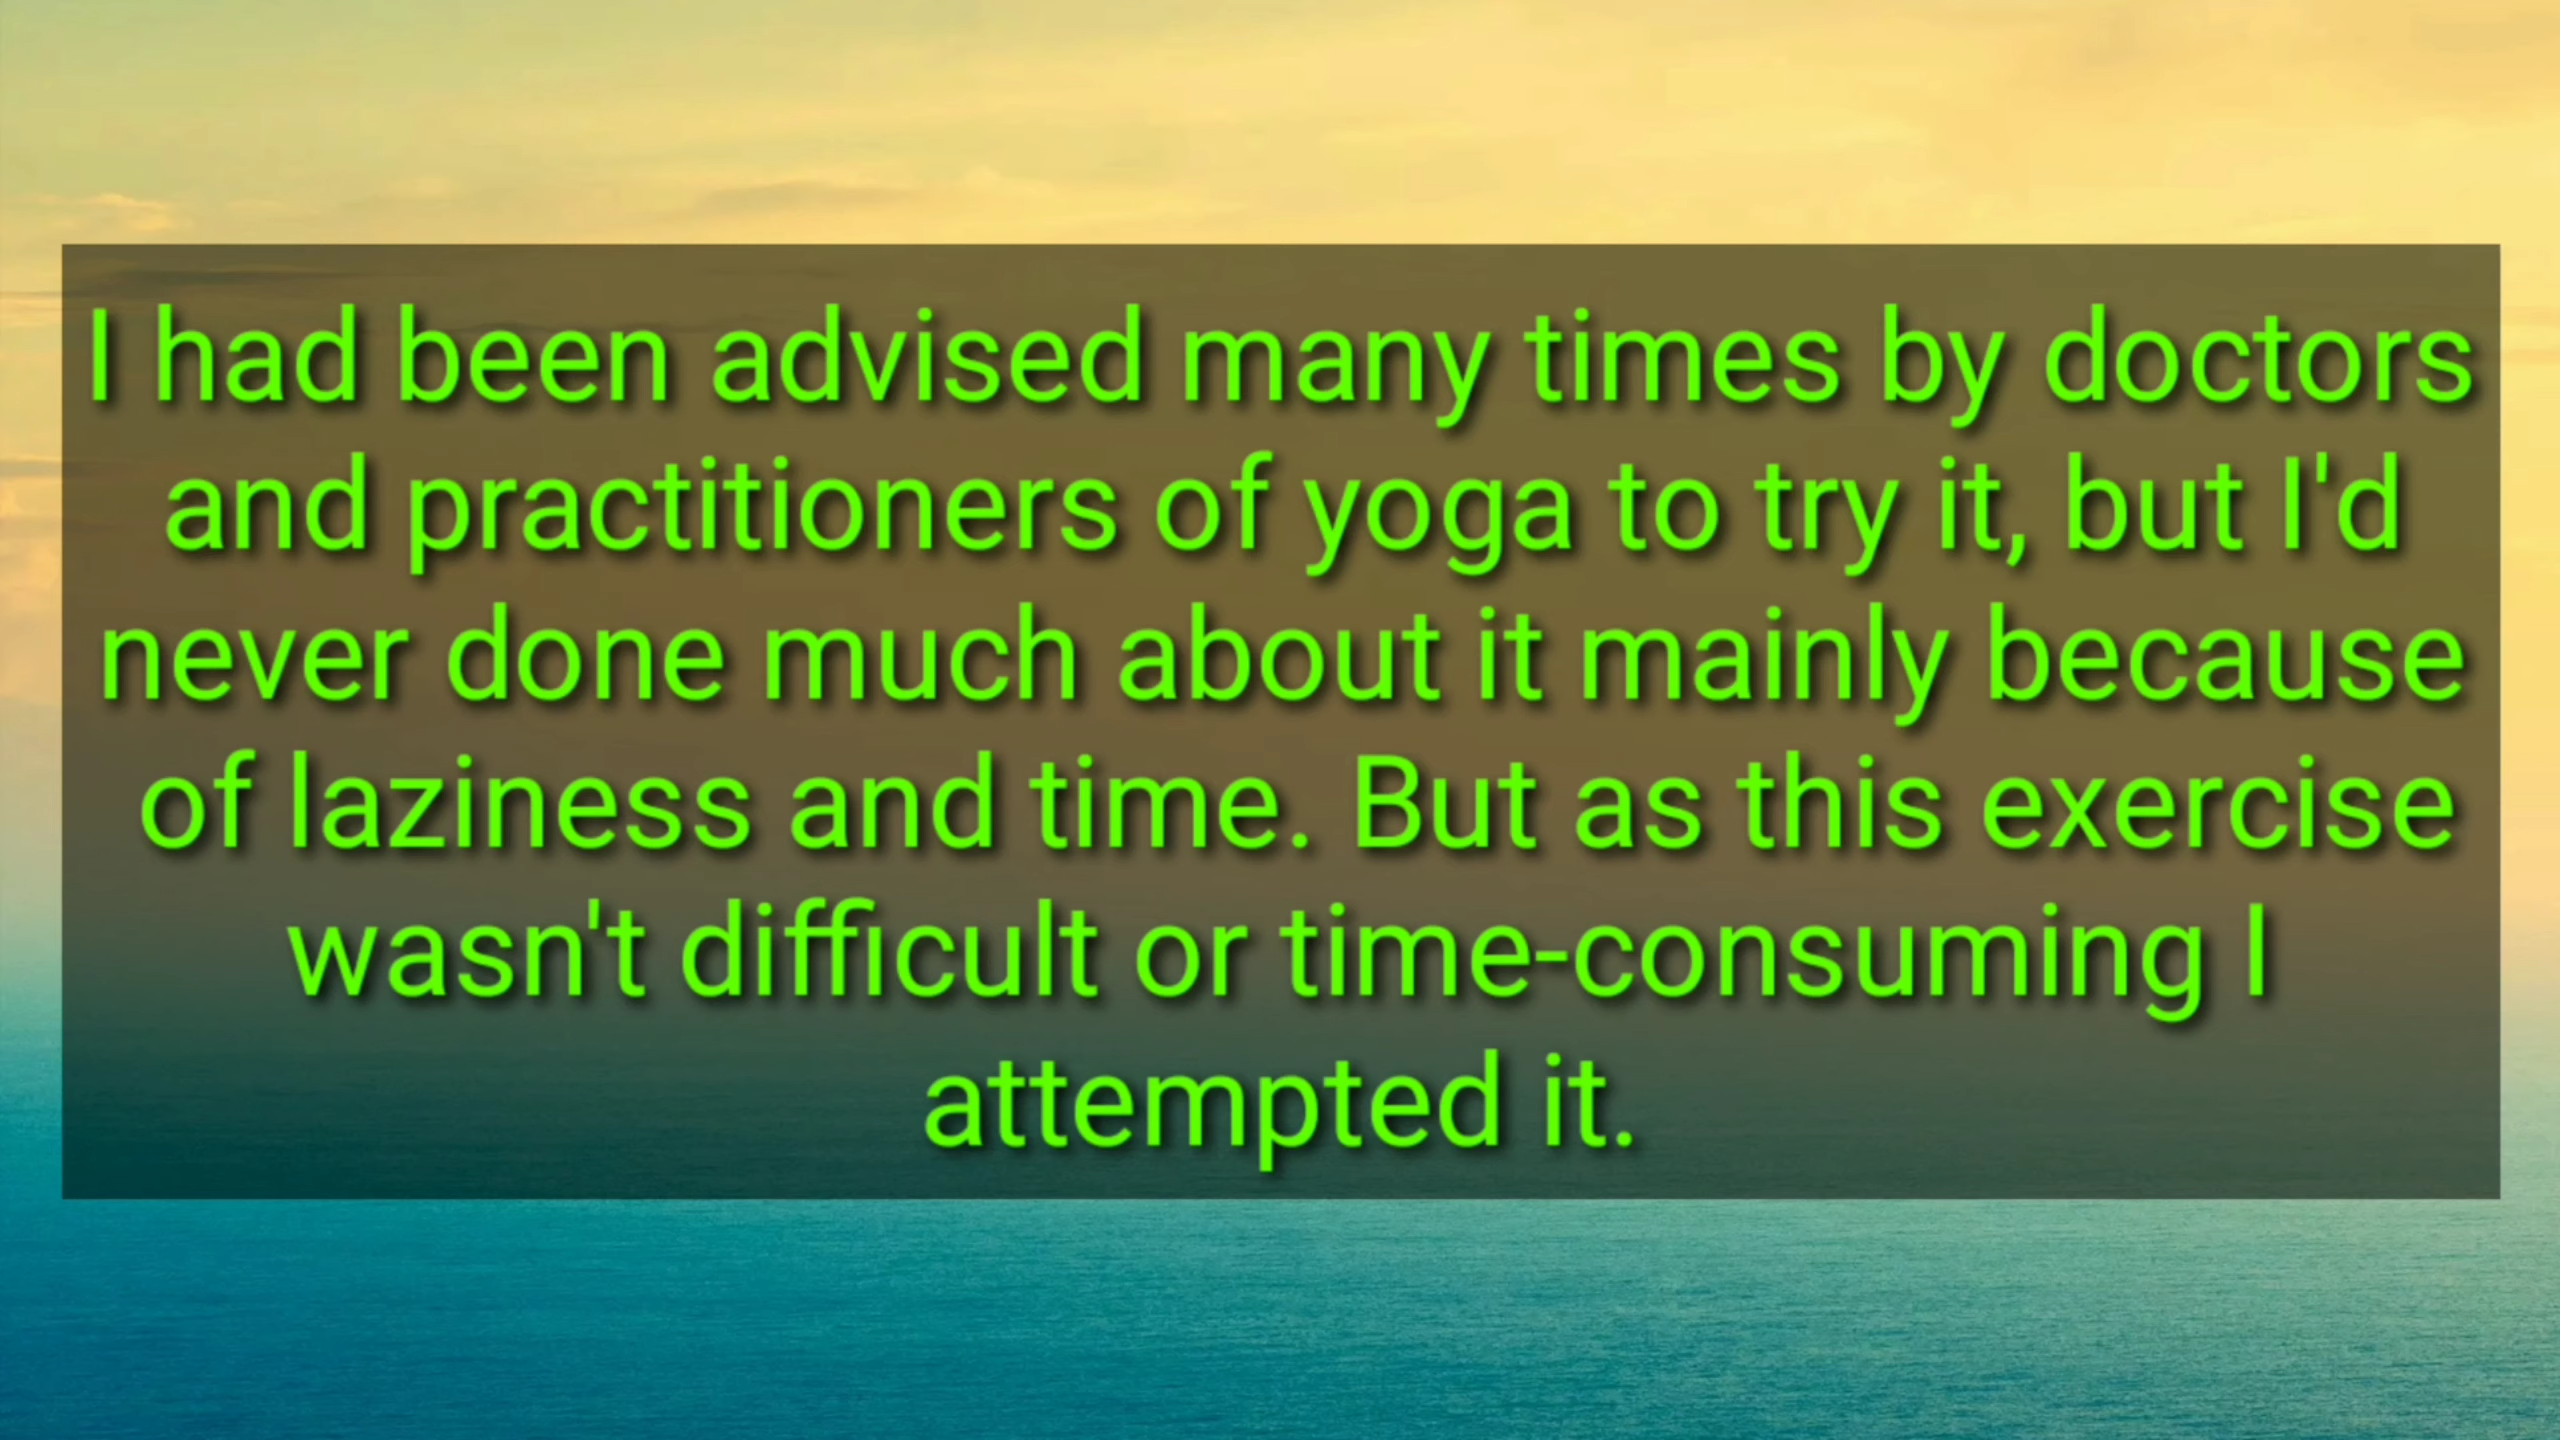 I had been advised many times by doctors
and practitioners of yoga to try it, but I'd
never done much about it mainly because
of laziness and time. But as this exercise
wasn't difficult or time-consuming I
attempted it.